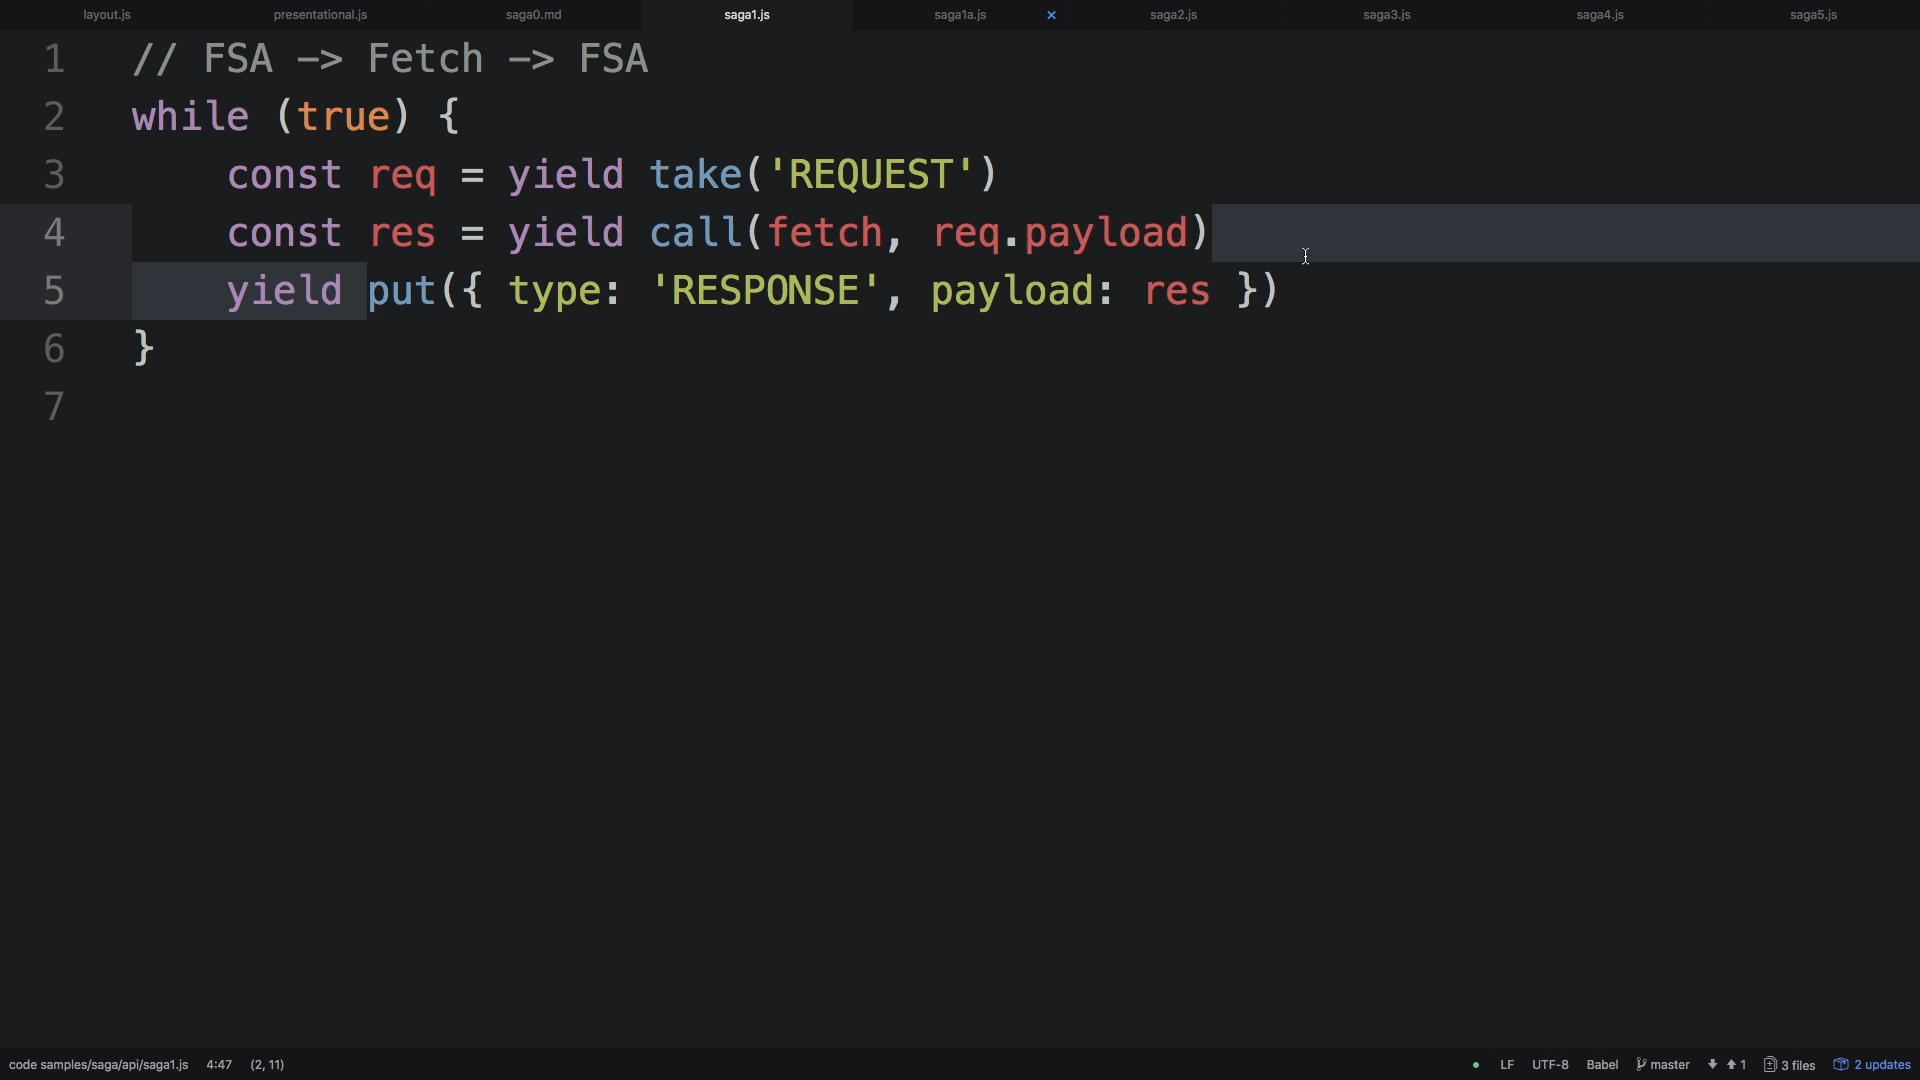 layout.js presentational.js saga0.md saga1.js saga1a.js × saga2.js saga3.js saga4.js saga5.js
1 // FSA —> Fetch —> FSA
2 while (true) {
3 const req = yield take('REQUEST')
4 const res = yield call(fetch, req.payload)
5 yield put({ type: 'RESPONSE', payload: res })
6 }
7
code samples/saga/api/saga1.js 4:47 (2, 11) LF UTF-8 Babel master 1 3 files 2 updates